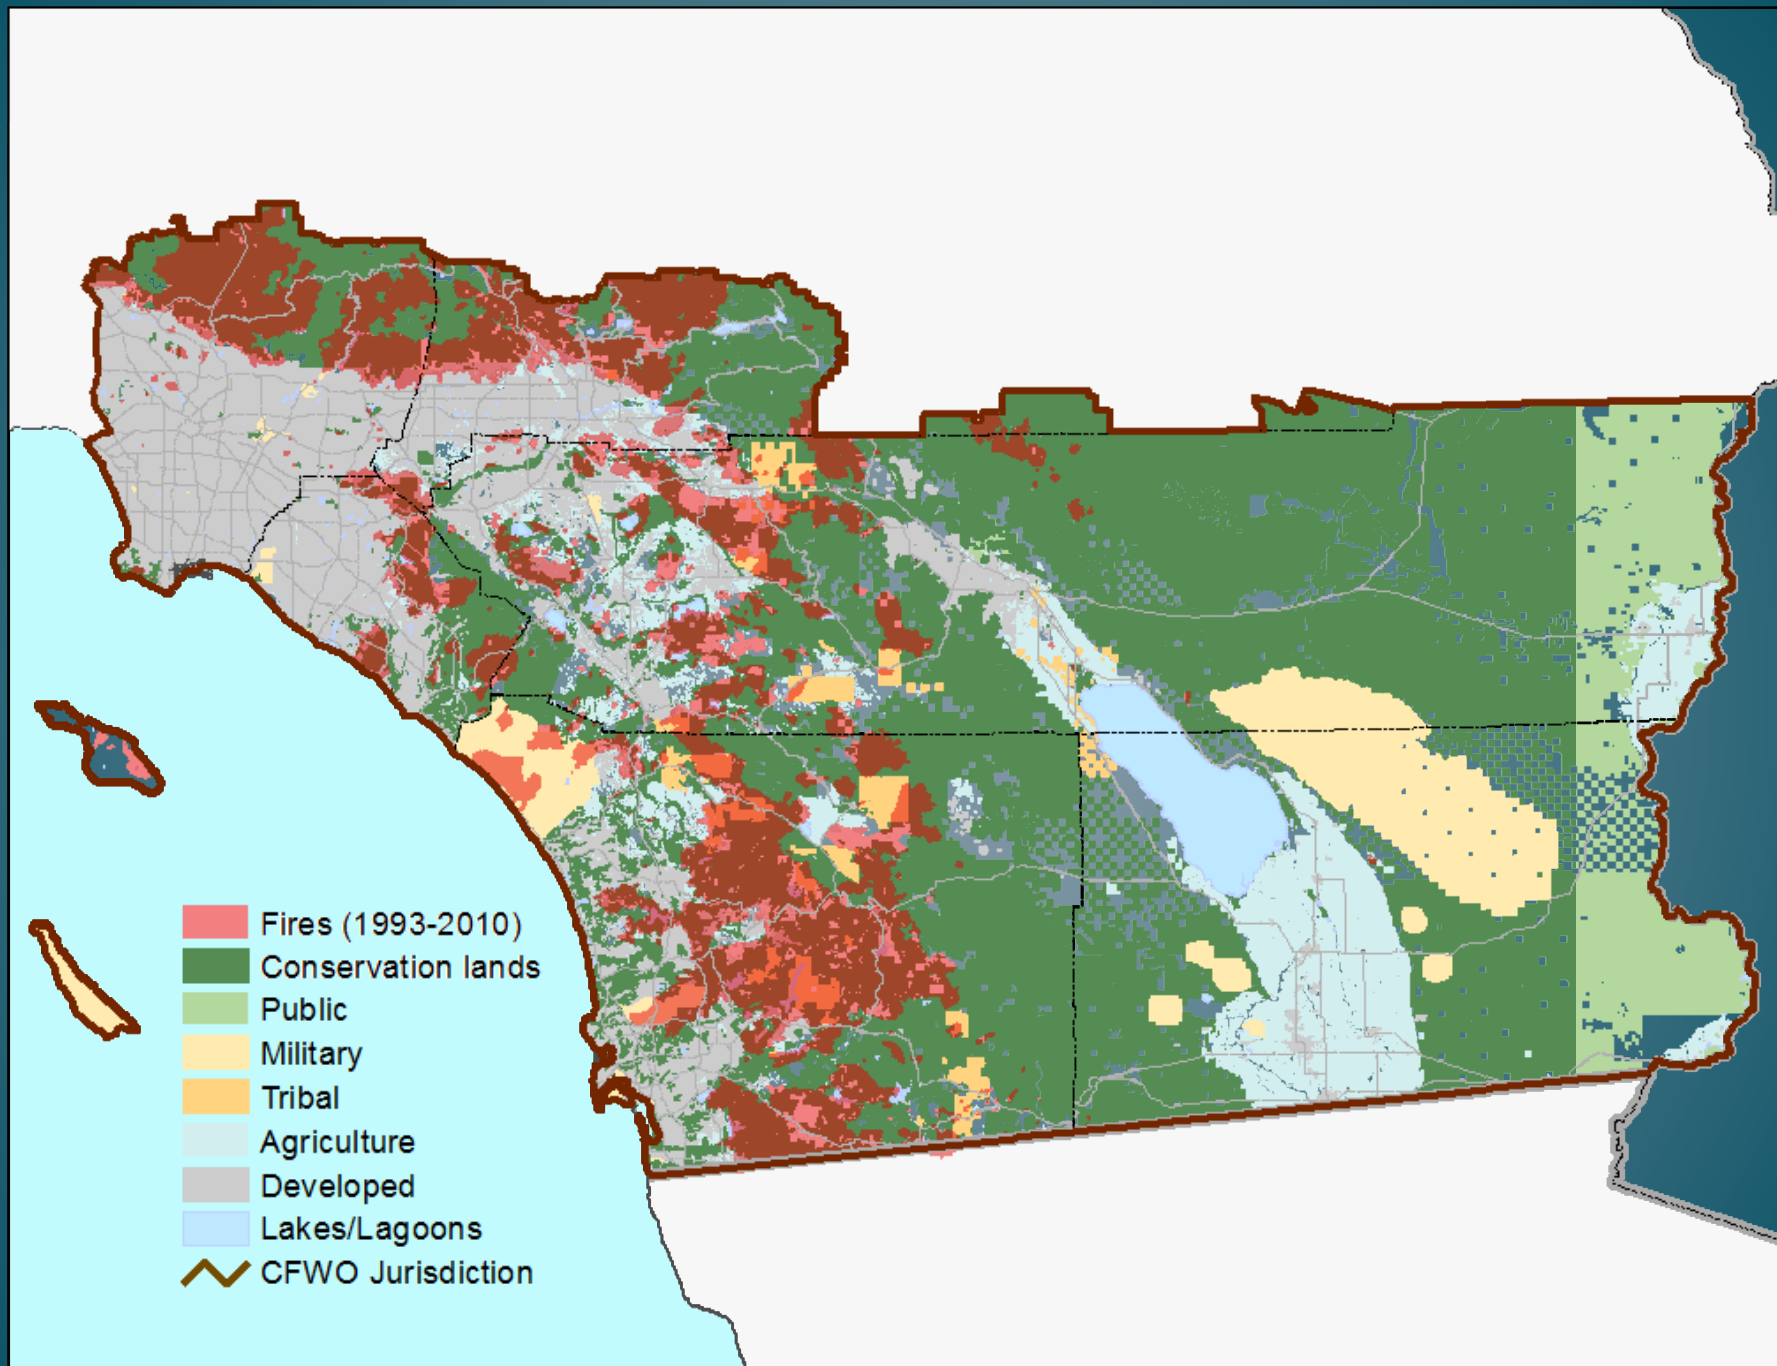 Fires (1993-2010)
Conservation lands
Public
Military
Tribal
Agriculture
Developed
Lakes/Lagoons
CFWO Jurisdiction